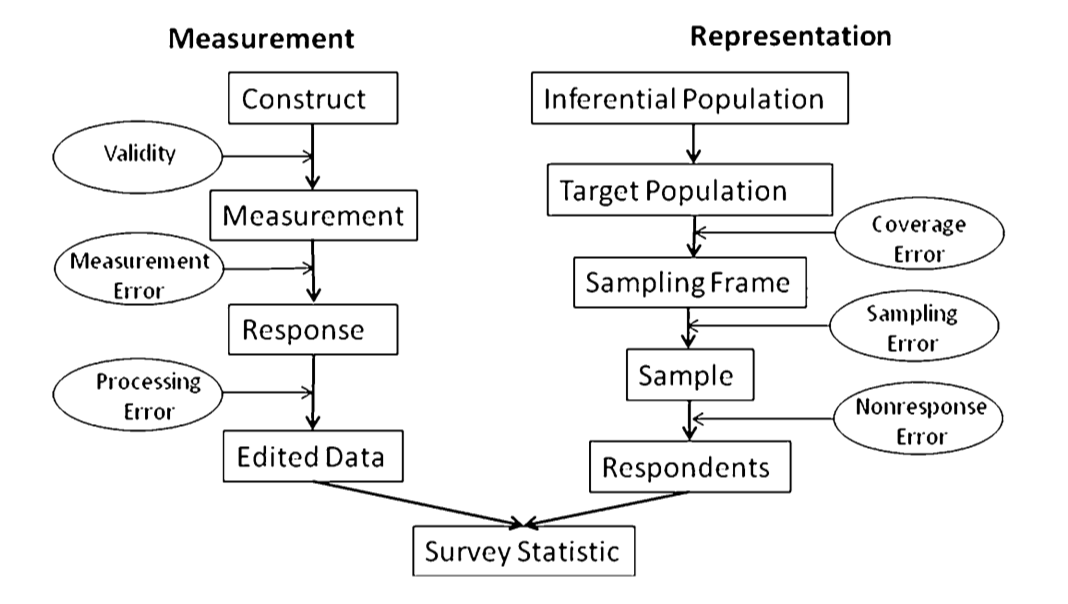 Measurement
Representation
Construct
Inferential Population
Validity
Target Population
Measurement
Coverage
Error
Measurement
Error
Sampling Frame
Sampling
Error
Response
Sample
Processing
Error
Nonresponse
Error
Edited Data
Respondents
Survey Statistic